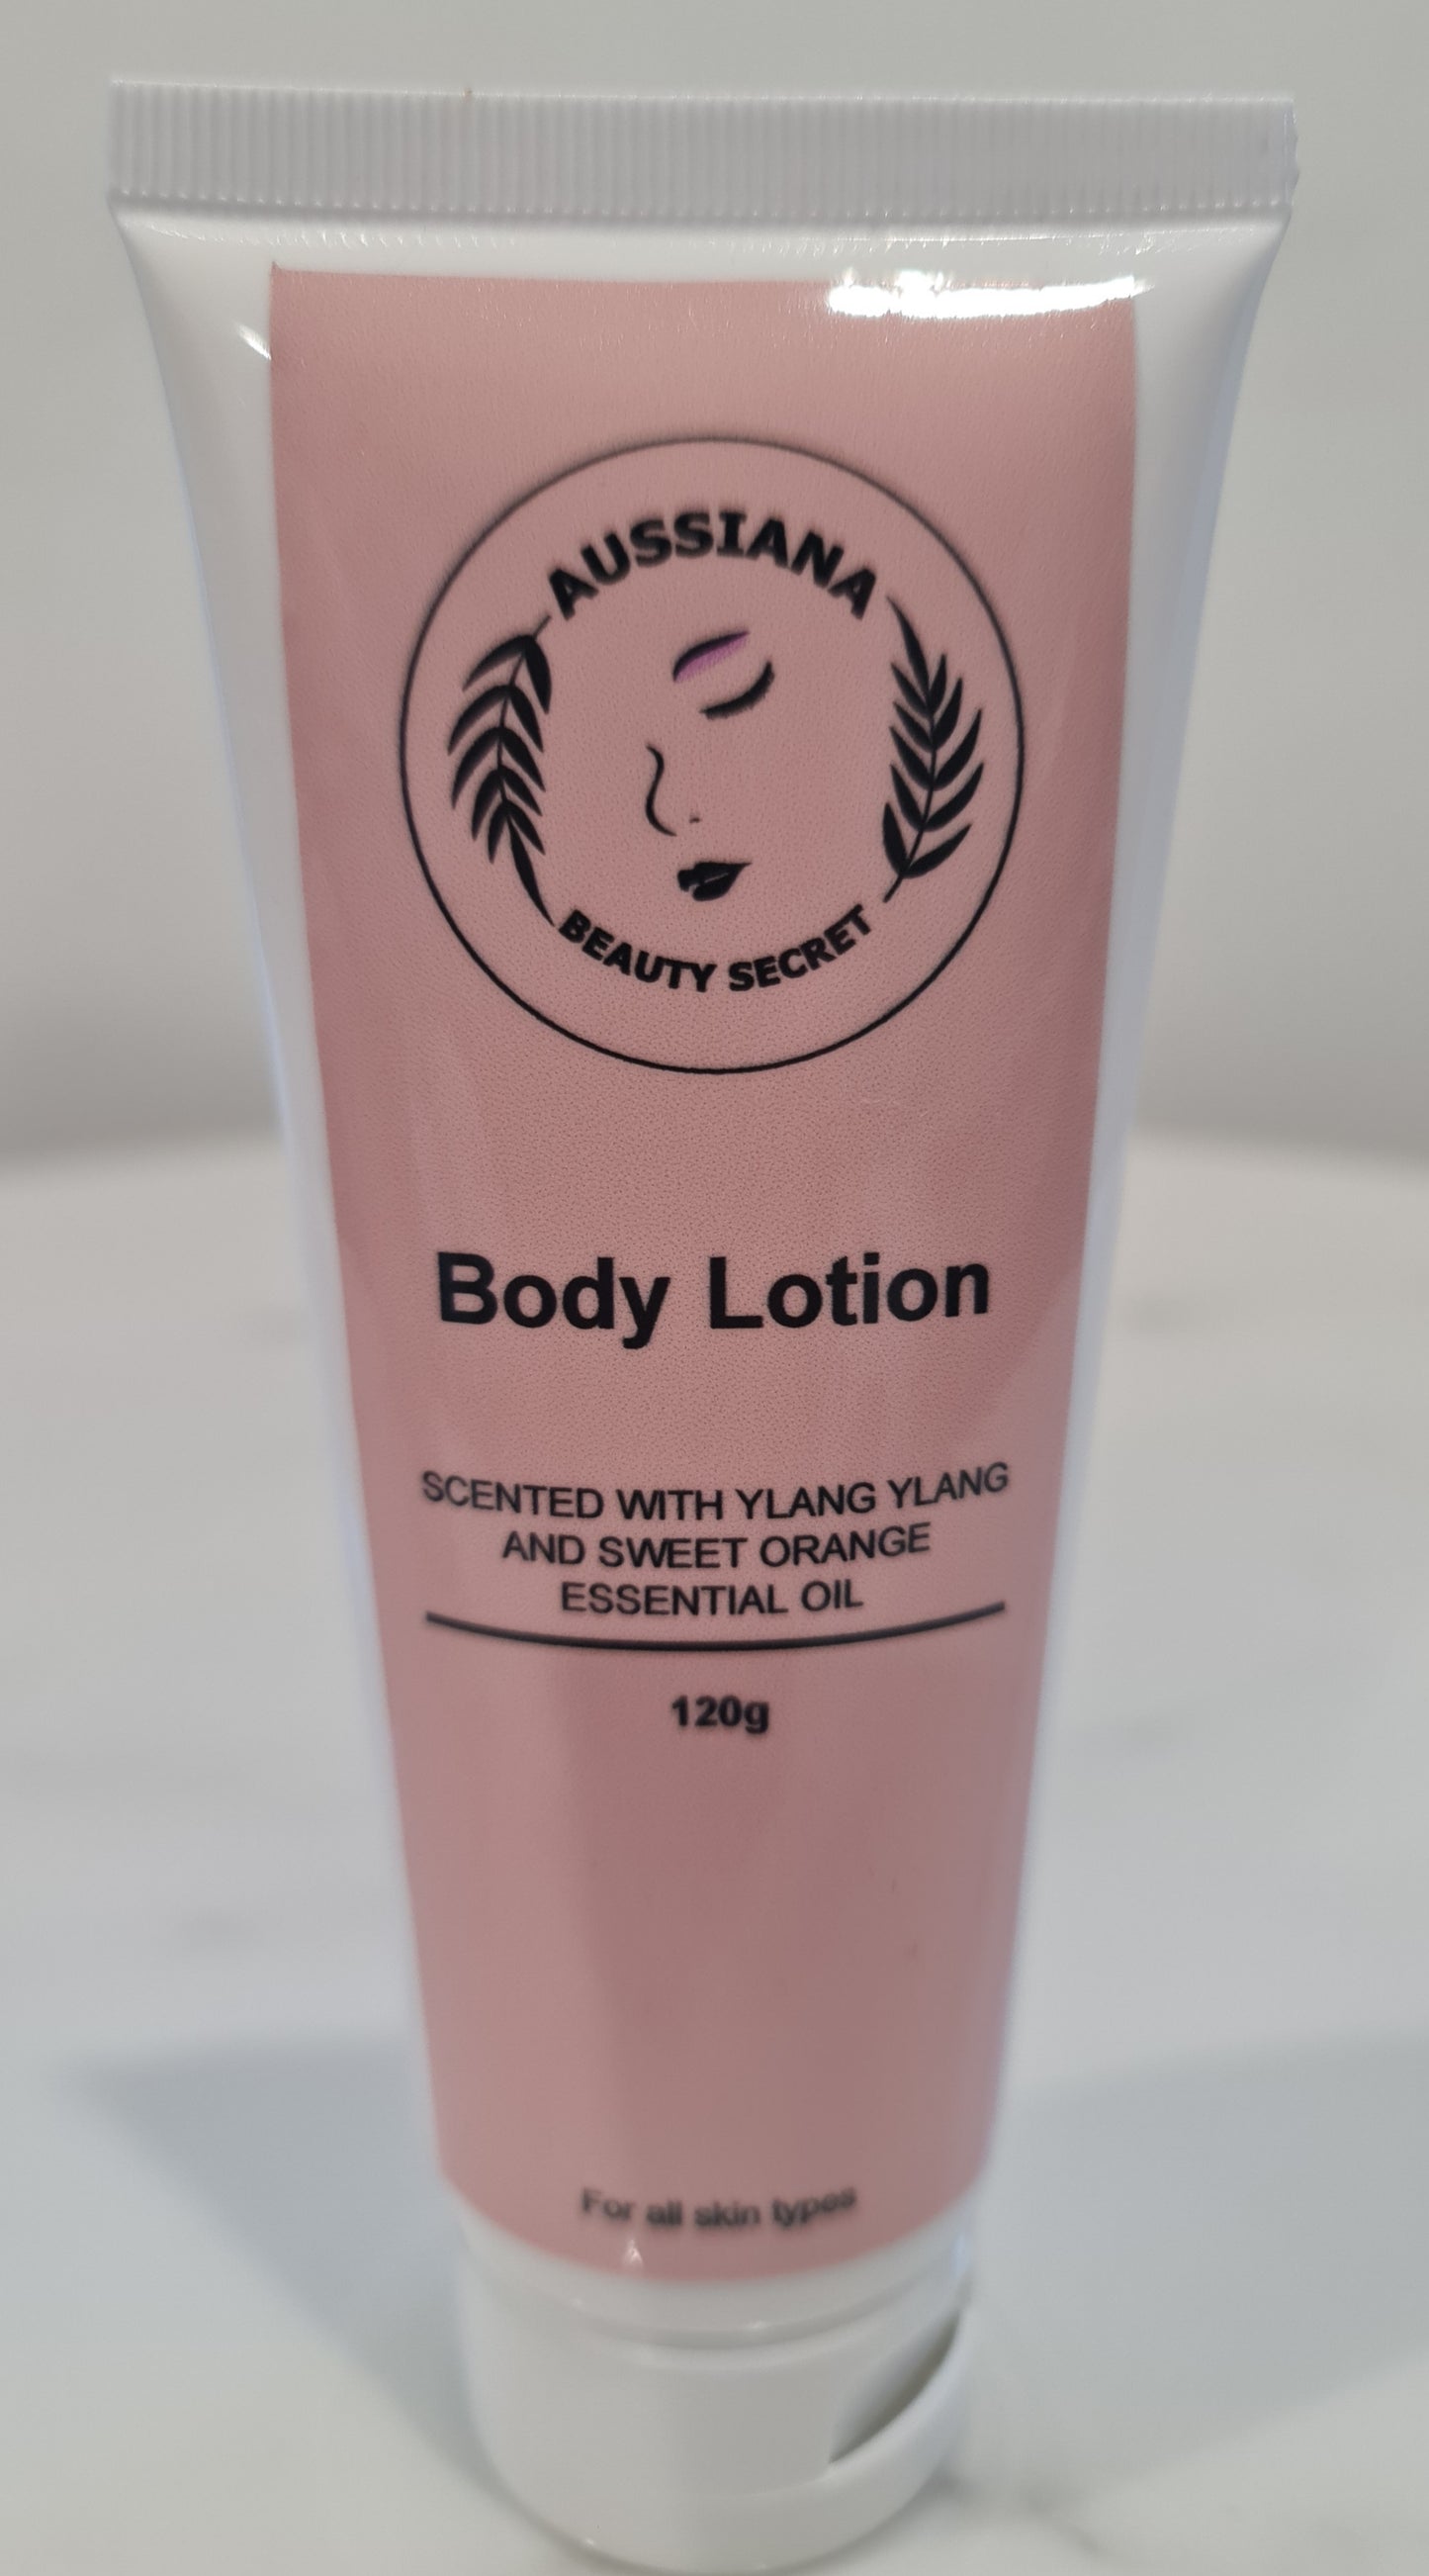 AUSSIANA
BEAUTY SECRET
Body Lotion
SCENTED WITH YLANG YLANG
AND SWEET ORANGE
ESSENTIAL OIL
120g
For all skin types